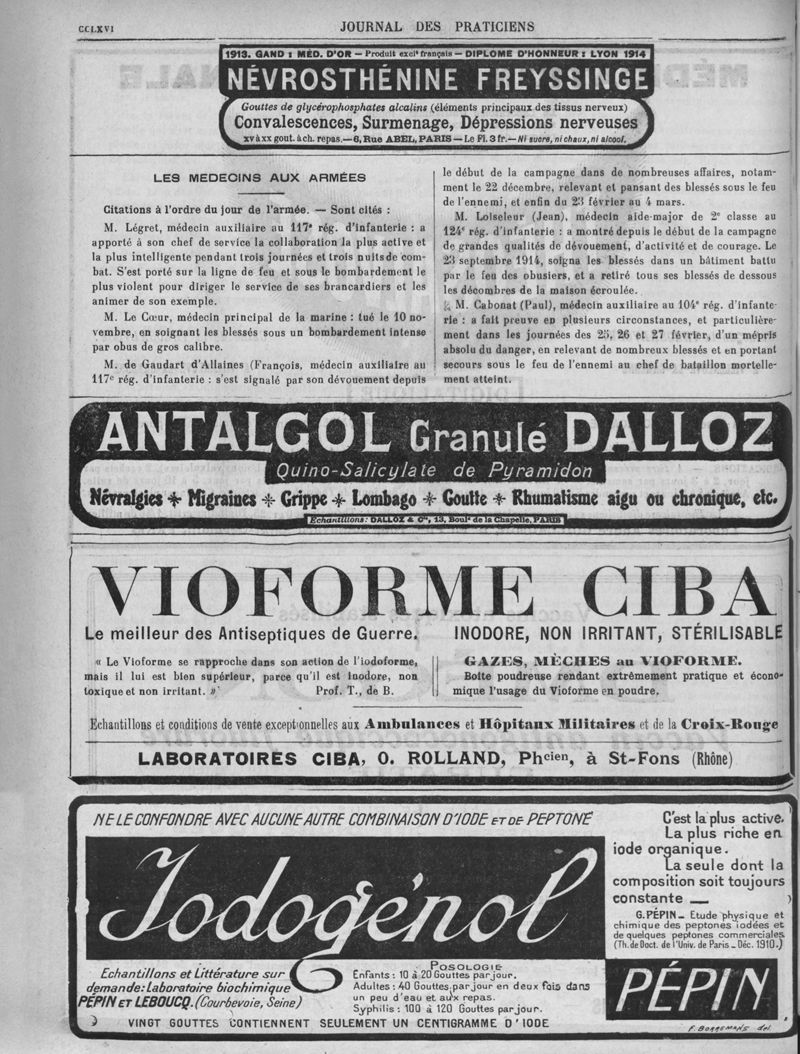 CCLXVI
JOURNAL DES PRATICIENS
1913. GAND : MÉD. D'OR — Produit exclt français — DIPLOME D'HONNEUR : LYON 1914
NÉVROSTHÉNINE FREYSSINGE
Gouttes de glycérophosphates alcalins (éléments principaux des tissus nerveux)
Convalescences, Surmenage, Dépressions nerveuses
XV à XX gout. à ch. repas. — 6, Rue ABEL, PARIS — Le Fl. 3 fr. — Ni sucre, ni chaux, ni alcool.
LES MEDECINS AUX ARMÉES
Citations à l'ordre du jour de l'armée. — Sont cités :
M. Légret, médecin auxiliaire au 117e rég. d'infanterie : a
apporté à son chef de service la collaboration la plus active et
la plus intelligente pendant trois journées et trois nuits de com-
bat. S'est porté sur la ligne de feu et sous le bombardement le
plus violent pour diriger le service de ses brancardiers et les
animer de son exemple.
M. Le Cœur, médecin principal de la marine : tué le 10 no-
vembre, en soignant les blessés sous un bombardement intense
par obus de gros calibre.
M. de Gaudart d'Allaines (François, médecin auxiliaire au
117e rég. d'infanterie : s'est signalé par son dévouement depuis
le début de la campagne dans de nombreuses affaires, notam-
ment le 22 décembre, relevant et pansant des blessés sous le feu
de l'ennemi, et enfin du 23 février au 4 mars.
M. Loiseleur (Jean), médecin aide-major de 2e classe au
124e rég. d'infanterie : a montré depuis le début de la campagne
de grandes qualités de dévouement, d'activité et de courage. Le
23 septembre 1914, soigna les blessés dans un bâtiment battu
par le feu des obusiers, et a retiré tous ses blessés de dessous
les décombres de la maison écroulée.
M. Cabonat (Paul), médecin auxiliaire au 104e rég. d'infante-
rie : a fait preuve en plusieurs circonstances, et particulière-
ment dans les journées des 25, 26 et 27 février, d'un mépris
absolu du danger, en relevant de nombreux blessés et en portant
secours sous le feu de l'ennemi au chef de bataillon mortelle-
ment atteint.
ANTALGOL Granulé DALLOZ
Quino-Salicylate de Pyramidon
Névralgies ✣ Migraines ✣ Grippe ✣ Lombago ✣ Goutte ✣ Rhumatisme aigu ou chronique, etc.
Echantillons : DALLOZ & Cie, 13, Bould de la Chapelle, PARIS
VIOFORME CIBA
Le meilleur des Antiseptiques de Guerre.
INODORE, NON IRRITANT, STÉRILISABLE
« Le Vioforme se rapproche dans son action de l'iodoforme,
mais il lui est bien supérieur, parce qu'il est inodore, non
toxique et non irritant. »
Prof. T., de B.
GAZES, MÈCHES au VIOFORME.
Boîte poudreuse rendant extrêmement pratique et écono-
mique l'usage du Vioforme en poudre.
Echantillons et conditions de vente exceptionnelles aux Ambulances et Hôpitaux Militaires et de la Croix-Rouge
LABORATOIRES CIBA, O. ROLLAND, Phcien, à St-Fons (Rhône)
NE LE CONFONDRE AVEC AUCUNE AUTRE COMBINAISON D'IODE ET DE PEPTONE
Iodogénol
C'est la plus active.
La plus riche en
iode organique.
La seule dont la
composition soit toujours
constante —
G. PÉPIN — Etude physique et
chimique des peptones iodées et
de quelques peptones commerciales
(Th. de Doct. de l'Univ. de Paris — Déc. 1910.)
Echantillons et Littérature sur
demande : Laboratoire biochimique
PÉPIN ET LEBOUCQ. (Courbevoie, Seine)
POSOLOGIE
Enfants : 10 à 20 Gouttes par jour.
Adultes : 40 Gouttes par jour en deux fois dans
un peu d'eau et aux repas.
Syphilis : 100 à 120 Gouttes par jour.
VINGT GOUTTES CONTIENNENT SEULEMENT UN CENTIGRAMME D'IODE
PÉPIN
F. BORREMANS del.